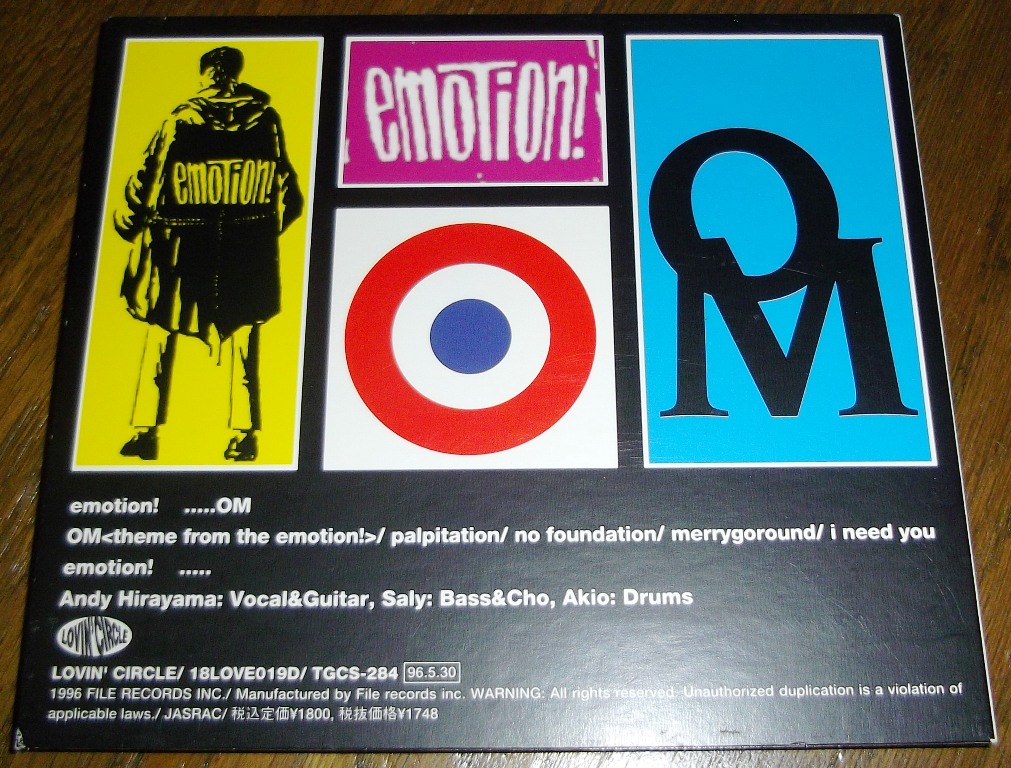 emotion!
emotion!
OM
emotion! .....OM
OM<theme from the emotion!>/ palpitation/ no foundation/ merrygoround/ i need you
emotion! .....
Andy Hirayama: Vocal&Guitar, Saly: Bass&Cho, Akio: Drums
LOVIN' CIRCLE
LOVIN' CIRCLE/ 18LOVE019D/ TGCS-284 96.5.30
1996 FILE RECORDS INC./ Manufactured by File records inc. WARNING: All rights reserved. Unauthorized duplication is a violation of
applicable laws./ JASRAC/ 税込定価¥1800, 税抜価格¥1748